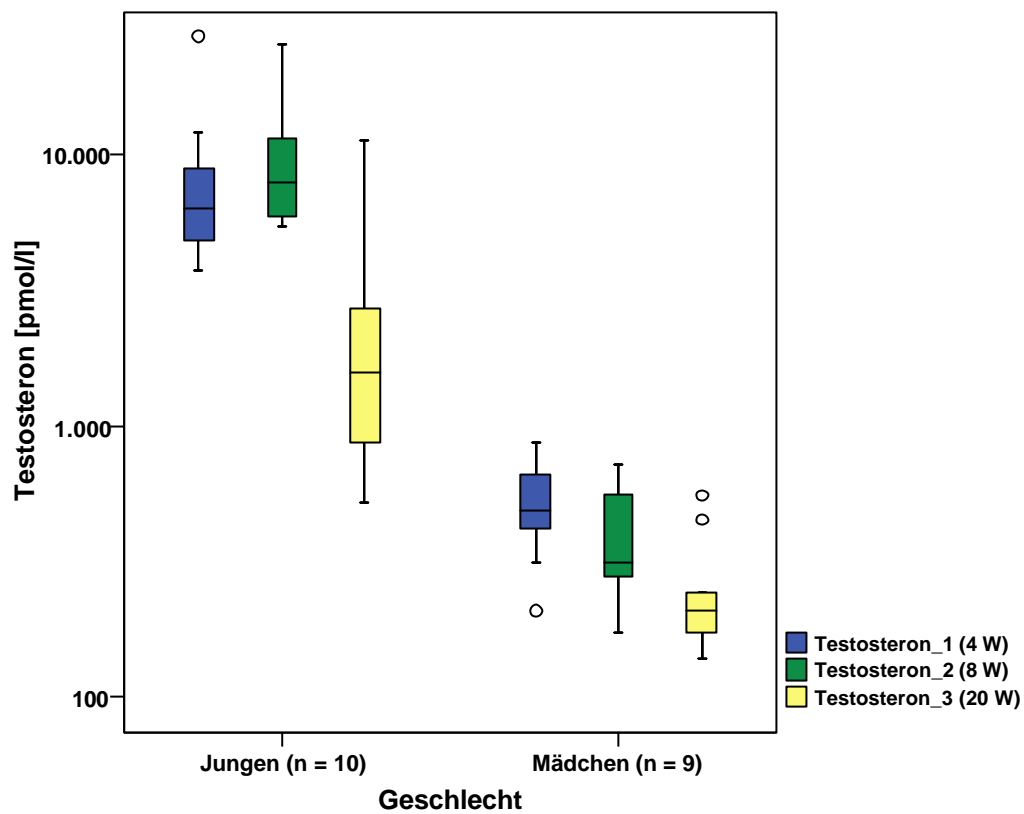 Testosteron [pmol/l]
10.000
1.000
100
Jungen (n = 10)
Mädchen (n = 9)
Geschlecht
Testosteron_1 (4 W)
Testosteron_2 (8 W)
Testosteron_3 (20 W)